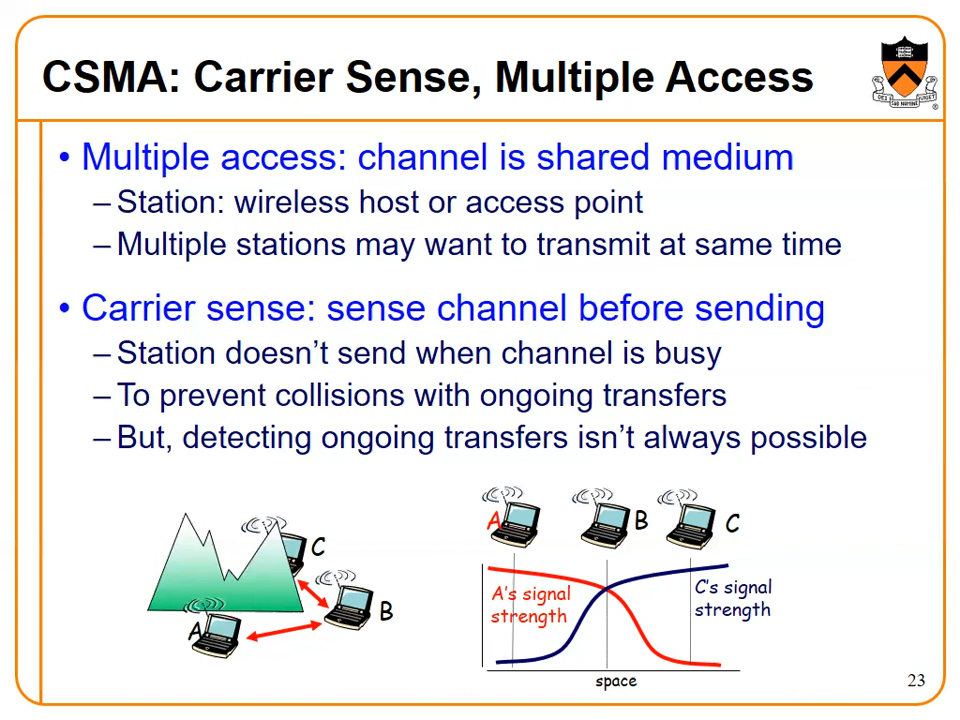 CSMA: Carrier Sense, Multiple Access
• Multiple access: channel is shared medium
– Station: wireless host or access point
– Multiple stations may want to transmit at same time
• Carrier sense: sense channel before sending
– Station doesn't send when channel is busy
– To prevent collisions with ongoing transfers
– But, detecting ongoing transfers isn't always possible
C
B
A
A
B
C
A's signal
strength
C's signal
strength
space
23